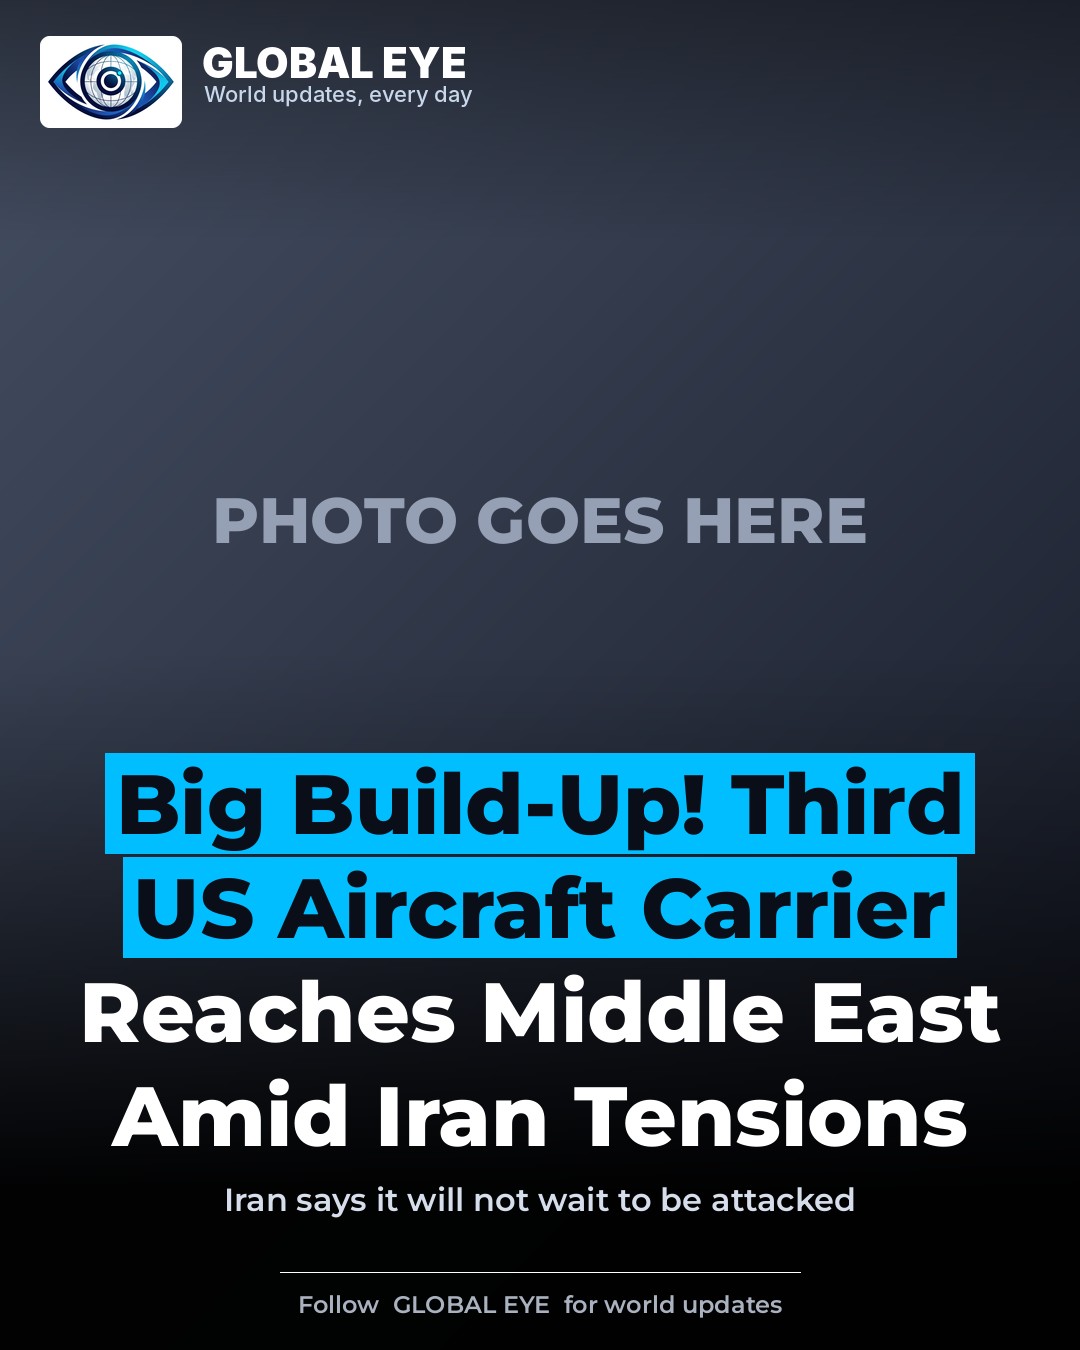 GLOBAL EYE
World updates, every day
PHOTO GOES HERE
Big Build-Up! Third
US Aircraft Carrier
Reaches Middle East
Amid Iran Tensions
Iran says it will not wait to be attacked
Follow GLOBAL EYE for world updates